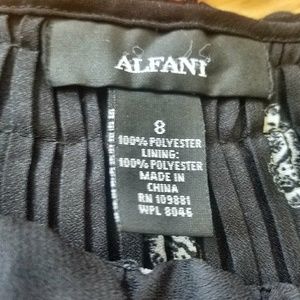 ALFANI
8
100% POLYESTER
LINING:
100% POLYESTER
MADE IN
CHINA
RN 109881
WPL 8046